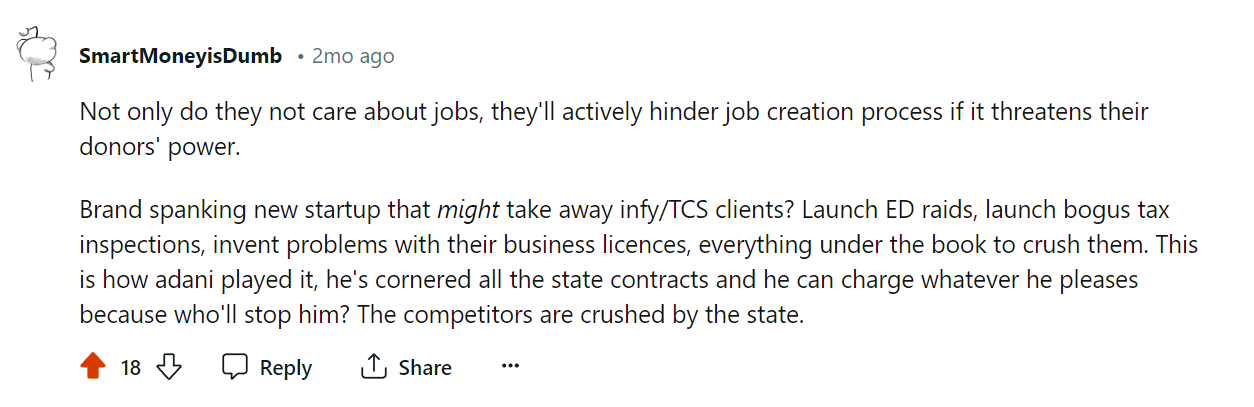 SmartMoneyisDumb • 2mo ago
Not only do they not care about jobs, they'll actively hinder job creation process if it threatens their
donors' power.
Brand spanking new startup that might take away infy/TCS clients? Launch ED raids, launch bogus tax
inspections, invent problems with their business licences, everything under the book to crush them. This
is how adani played it, he's cornered all the state contracts and he can charge whatever he pleases
because who'll stop him? The competitors are crushed by the state.
18 Reply Share ...